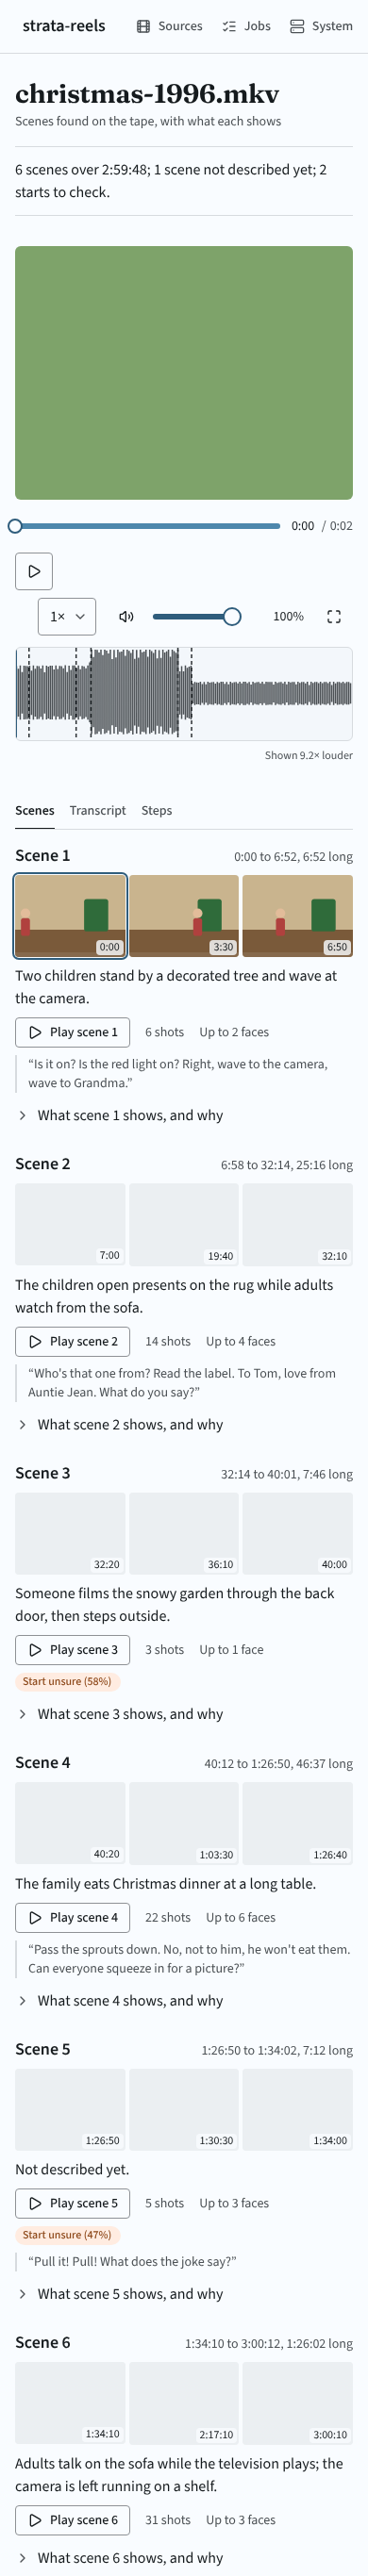 strata-reels
Sources
Jobs
System
christmas-1996.mkv
Scenes found on the tape, with what each shows
6 scenes over 2:59:48; 1 scene not described yet; 2
starts to check.
0:00 / 0:02
1×
100%
Shown 9.2× louder
Scenes
Transcript
Steps
Scene 1
0:00 to 6:52, 6:52 long
0:00
3:30
6:50
Two children stand by a decorated tree and wave at
the camera.
Play scene 1
6 shots
Up to 2 faces
“Is it on? Is the red light on? Right, wave to the camera,
wave to Grandma.”
What scene 1 shows, and why
Scene 2
6:58 to 32:14, 25:16 long
7:00
19:40
32:10
The children open presents on the rug while adults
watch from the sofa.
Play scene 2
14 shots
Up to 4 faces
“Who's that one from? Read the label. To Tom, love from
Auntie Jean. What do you say?”
What scene 2 shows, and why
Scene 3
32:14 to 40:01, 7:46 long
32:20
36:10
40:00
Someone films the snowy garden through the back
door, then steps outside.
Play scene 3
3 shots
Up to 1 face
Start unsure (58%)
What scene 3 shows, and why
Scene 4
40:12 to 1:26:50, 46:37 long
40:20
1:03:30
1:26:40
The family eats Christmas dinner at a long table.
Play scene 4
22 shots
Up to 6 faces
“Pass the sprouts down. No, not to him, he won't eat them.
Can everyone squeeze in for a picture?”
What scene 4 shows, and why
Scene 5
1:26:50 to 1:34:02, 7:12 long
1:26:50
1:30:30
1:34:00
Not described yet.
Play scene 5
5 shots
Up to 3 faces
Start unsure (47%)
“Pull it! Pull! What does the joke say?”
What scene 5 shows, and why
Scene 6
1:34:10 to 3:00:12, 1:26:02 long
1:34:10
2:17:10
3:00:10
Adults talk on the sofa while the television plays; the
camera is left running on a shelf.
Play scene 6
31 shots
Up to 3 faces
What scene 6 shows, and why